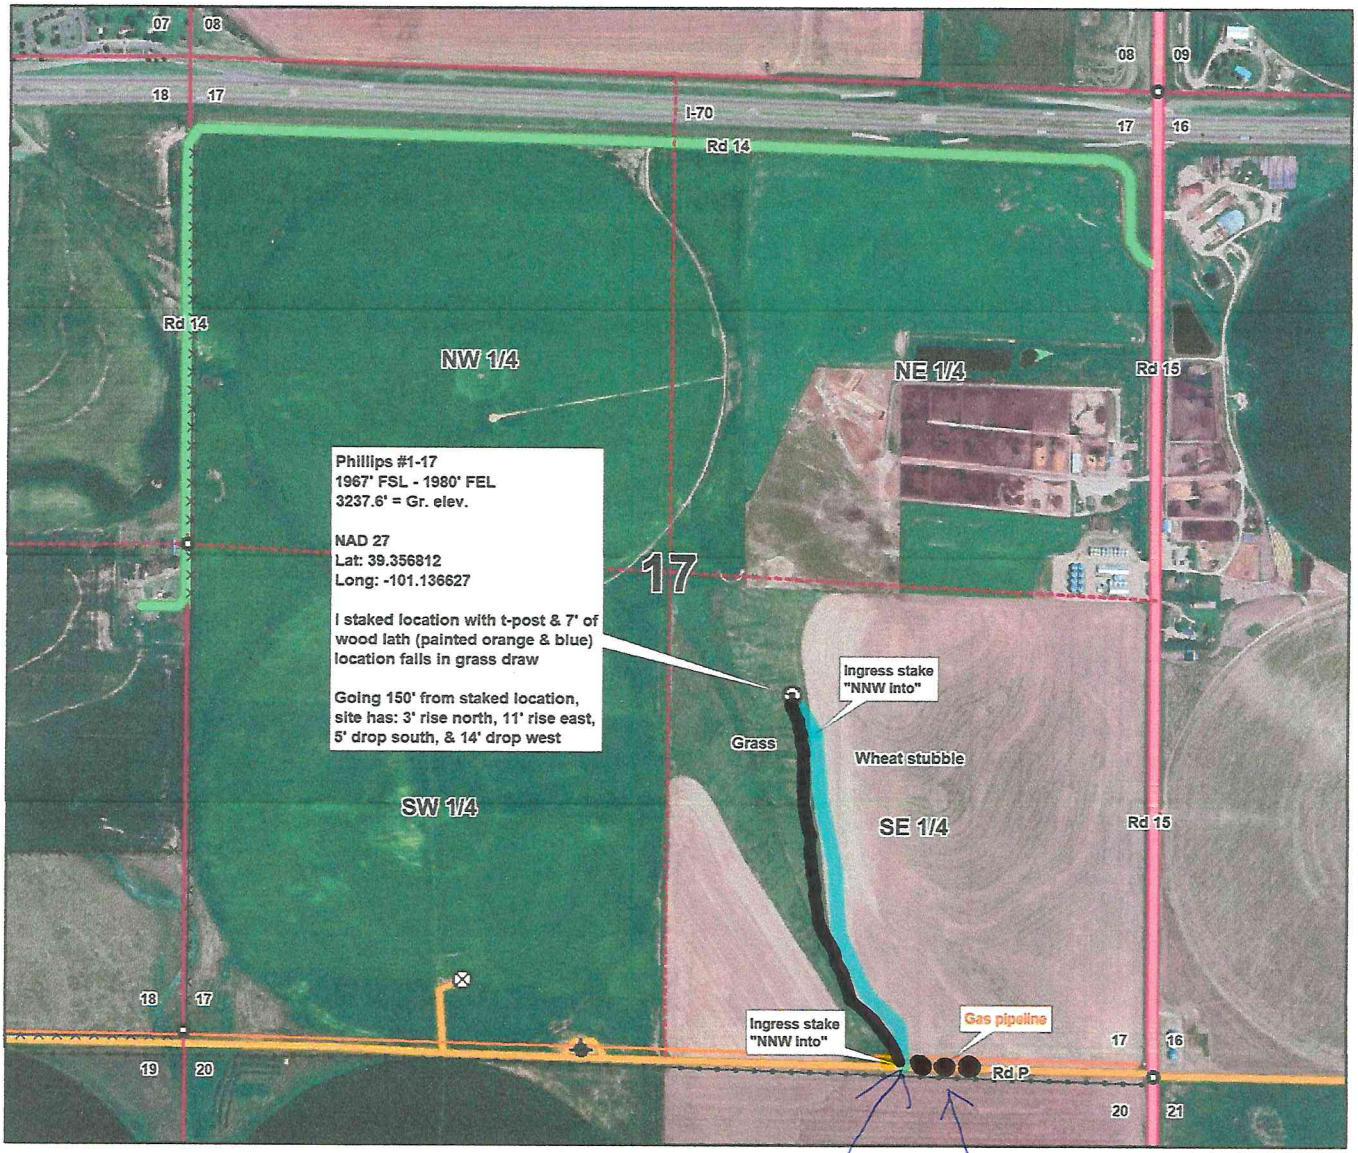 07 08
08 09
18 17
I-70
17 16
Rd 14
Rd 14
NW 1/4
NE 1/4
Rd 15
Phillips #1-17
1967' FSL - 1980' FEL
3237.6' = Gr. elev.
NAD 27
Lat: 39.356812
Long: -101.136627
I staked location with t-post & 7' of
wood lath (painted orange & blue)
location falls in grass draw
Going 150' from staked location,
site has: 3' rise north, 11' rise east,
5' drop south, & 14' drop west
17
Ingress stake
"NNW into"
Grass
Wheat stubble
SW 1/4
SE 1/4
Rd 15
18 17
Ingress stake
"NNW into"
Gas pipeline
17 16
Rd P
19 20
20 21